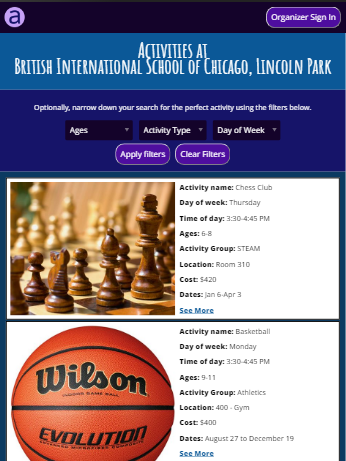 a
Organizer Sign In
Activities at
British International School of Chicago, Lincoln Park
Optionally, narrow down your search for the perfect activity using the filters below.
Ages
Activity Type
Day of Week
Apply filters
Clear Filters
Activity name: Chess Club
Day of week: Thursday
Time of day: 3:30-4:45 PM
Ages: 6-8
Activity Group: STEAM
Location: Room 310
Cost: $420
Dates: Jan 6-Apr 3
See More
Activity name: Basketball
Day of week: Monday
Time of day: 3:30-4:45 PM
Ages: 9-11
Activity Group: Athletics
Location: 400 - Gym
Cost: $400
Dates: August 27 to December 19
See More
Wilson
EVOLUTION